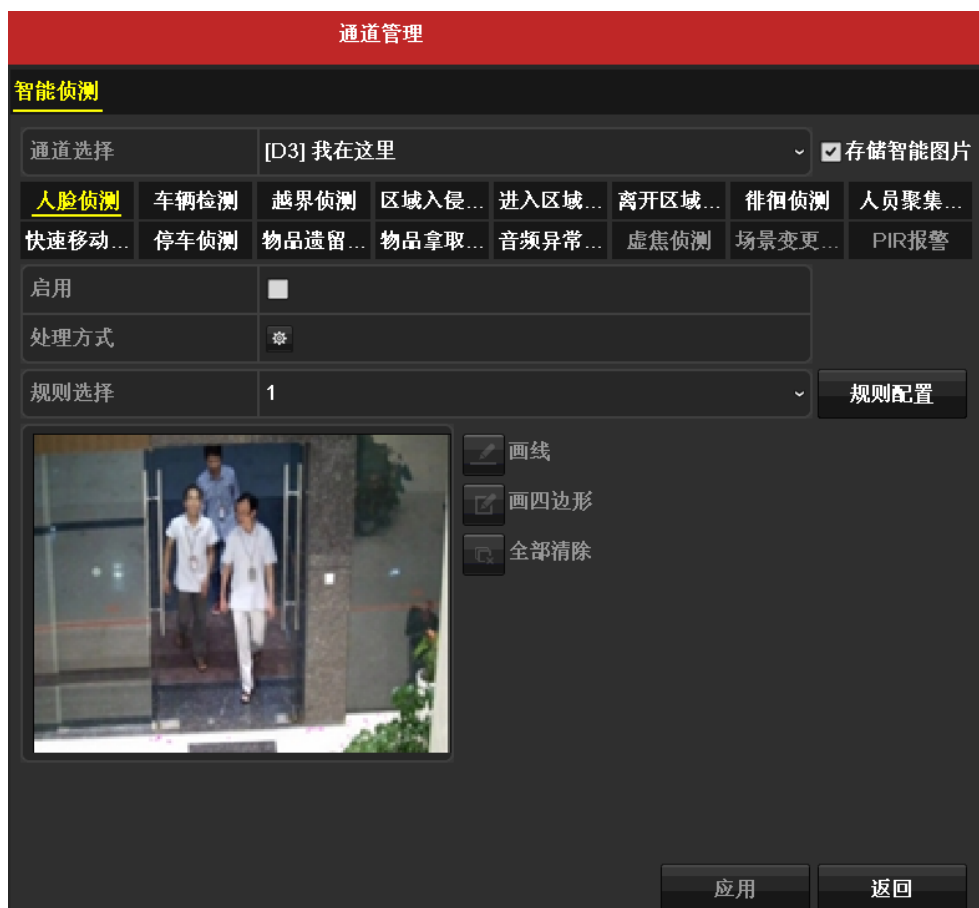 通道管理
智能侦测
通道选择 [D3] 我在这里 存储智能图片
人脸侦测 车辆检测 越界侦测 区域入侵... 进入区域... 离开区域... 徘徊侦测 人员聚集...
快速移动... 停车侦测 物品遗留... 物品拿取... 音频异常... 虚焦侦测 场景变更... PIR报警
启用
处理方式
规则选择 1 规则配置
画线
画四边形
全部清除
应用 返回